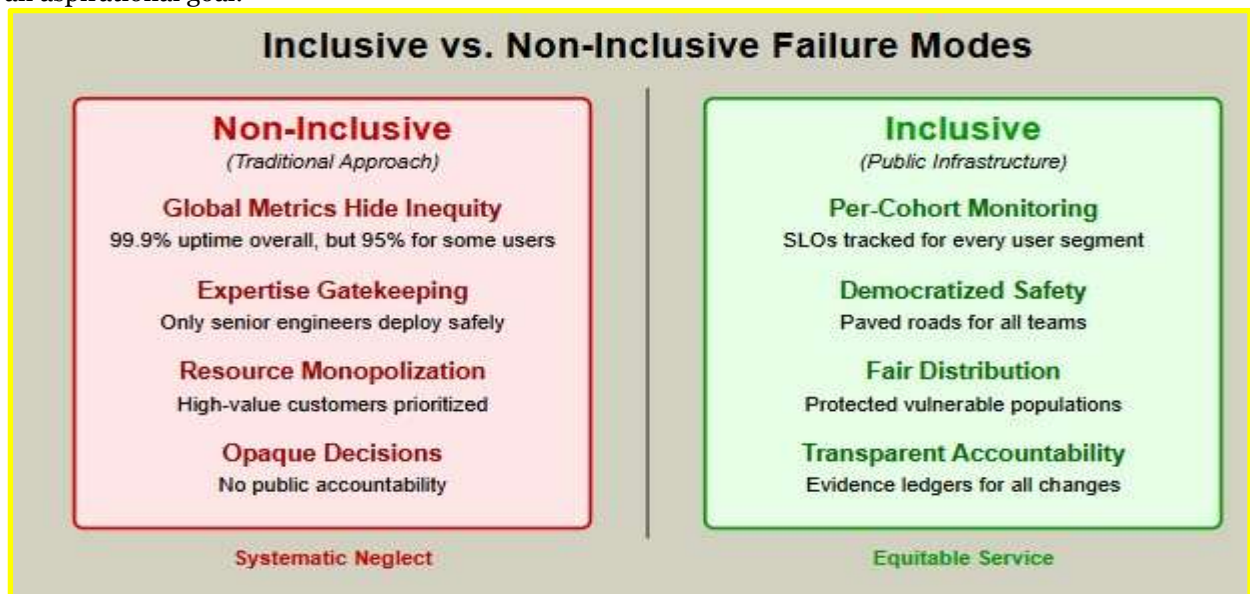 an aspirational goal.
Inclusive vs. Non-Inclusive Failure Modes
Non-Inclusive
(Traditional Approach)
Global Metrics Hide Inequity
99.9% uptime overall, but 95% for some users
Expertise Gatekeeping
Only senior engineers deploy safely
Resource Monopolization
High-value customers prioritized
Opaque Decisions
No public accountability
Systematic Neglect
Inclusive
(Public Infrastructure)
Per-Cohort Monitoring
SLOs tracked for every user segment
Democratized Safety
Paved roads for all teams
Fair Distribution
Protected vulnerable populations
Transparent Accountability
Evidence ledgers for all changes
Equitable Service